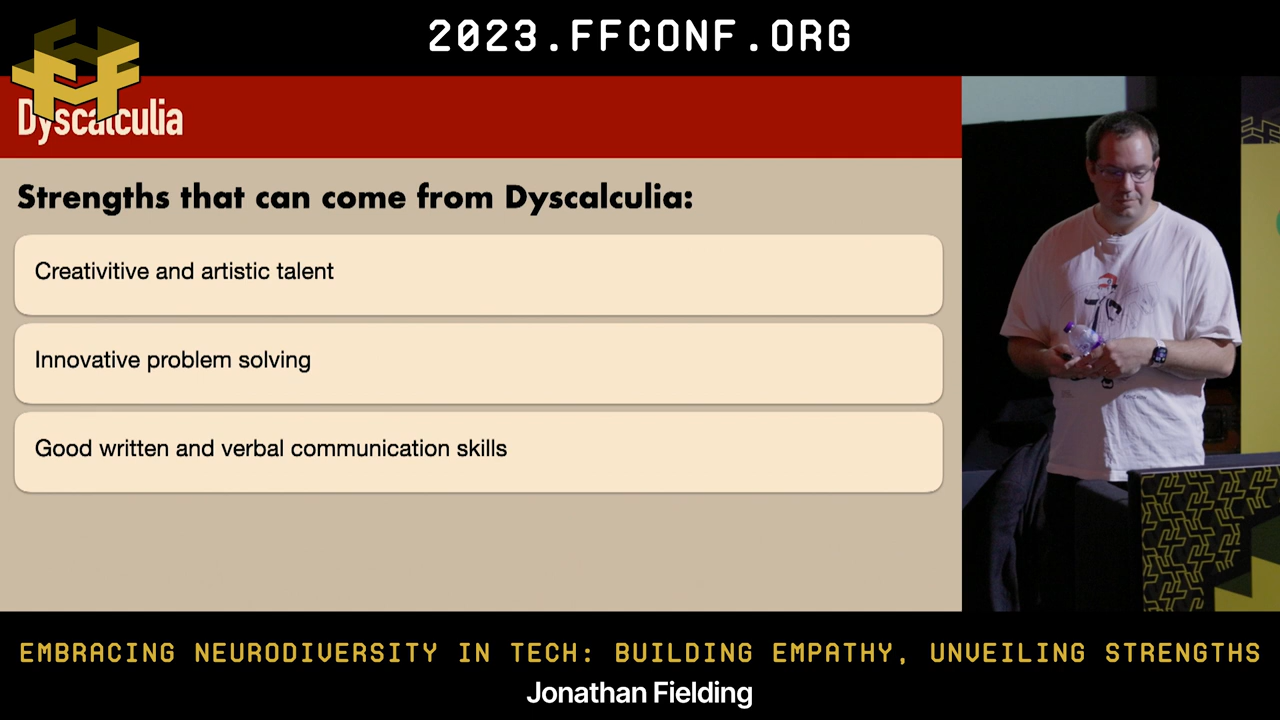 2023.FFCONF.ORG
Dyscalculia
Strengths that can come from Dyscalculia:
Creativitive and artistic talent
Innovative problem solving
Good written and verbal communication skills
EMBRACING NEURODIVERSITY IN TECH: BUILDING EMPATHY, UNVEILING STRENGTHS
Jonathan Fielding